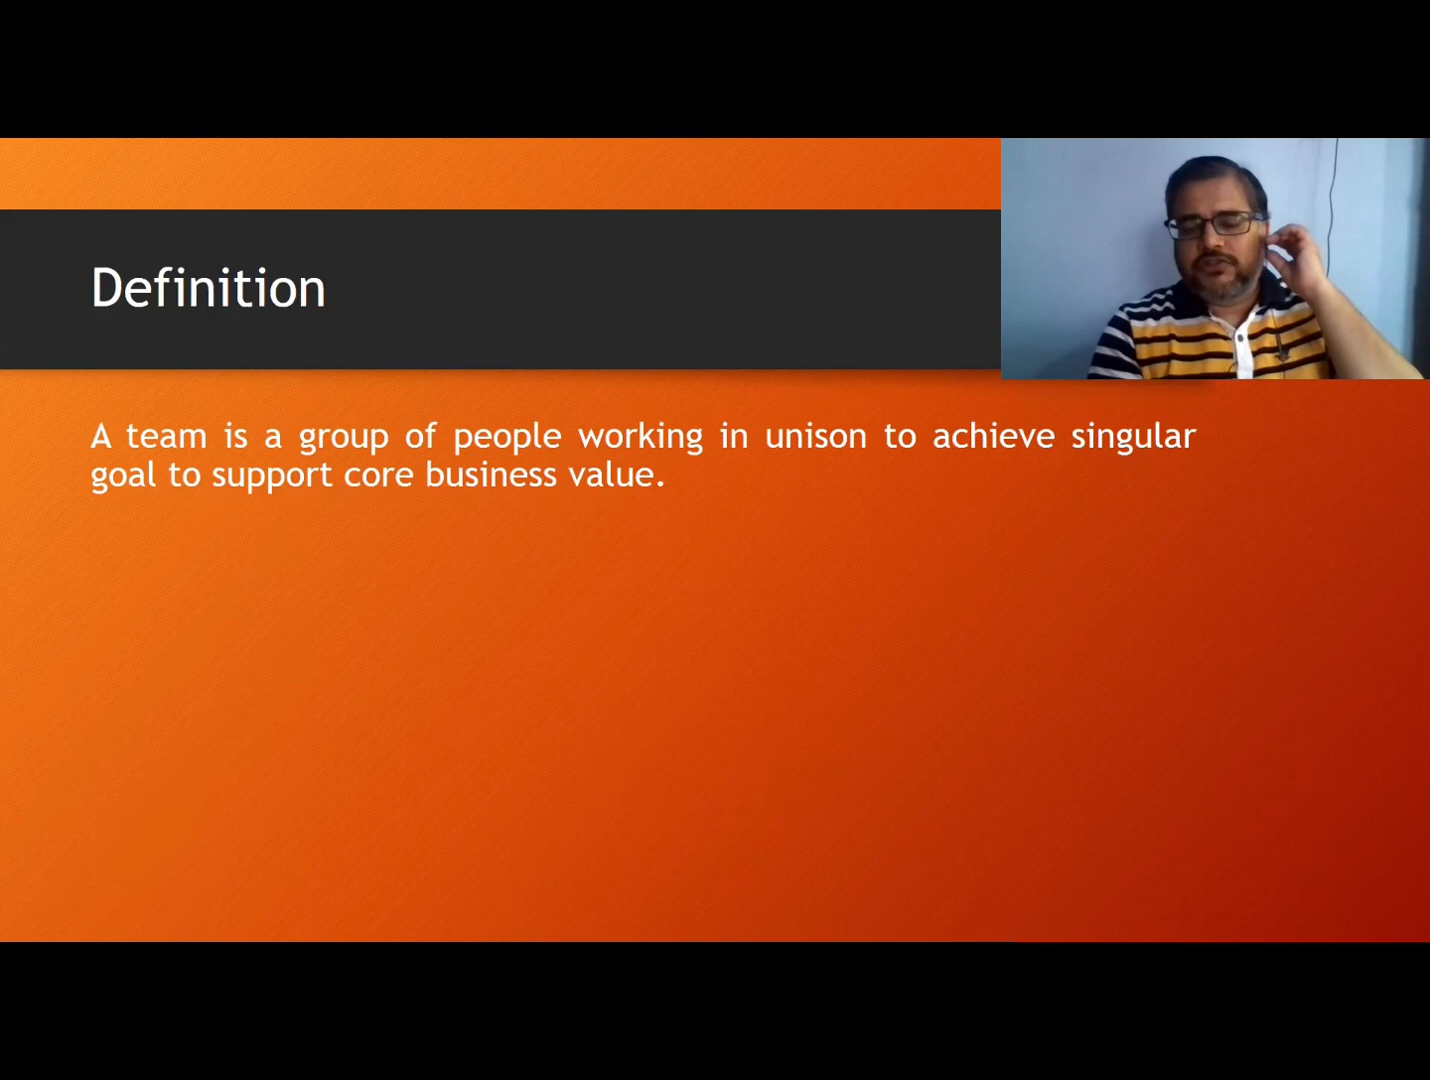 Definition
A team is a group of people working in unison to achieve singular
goal to support core business value.